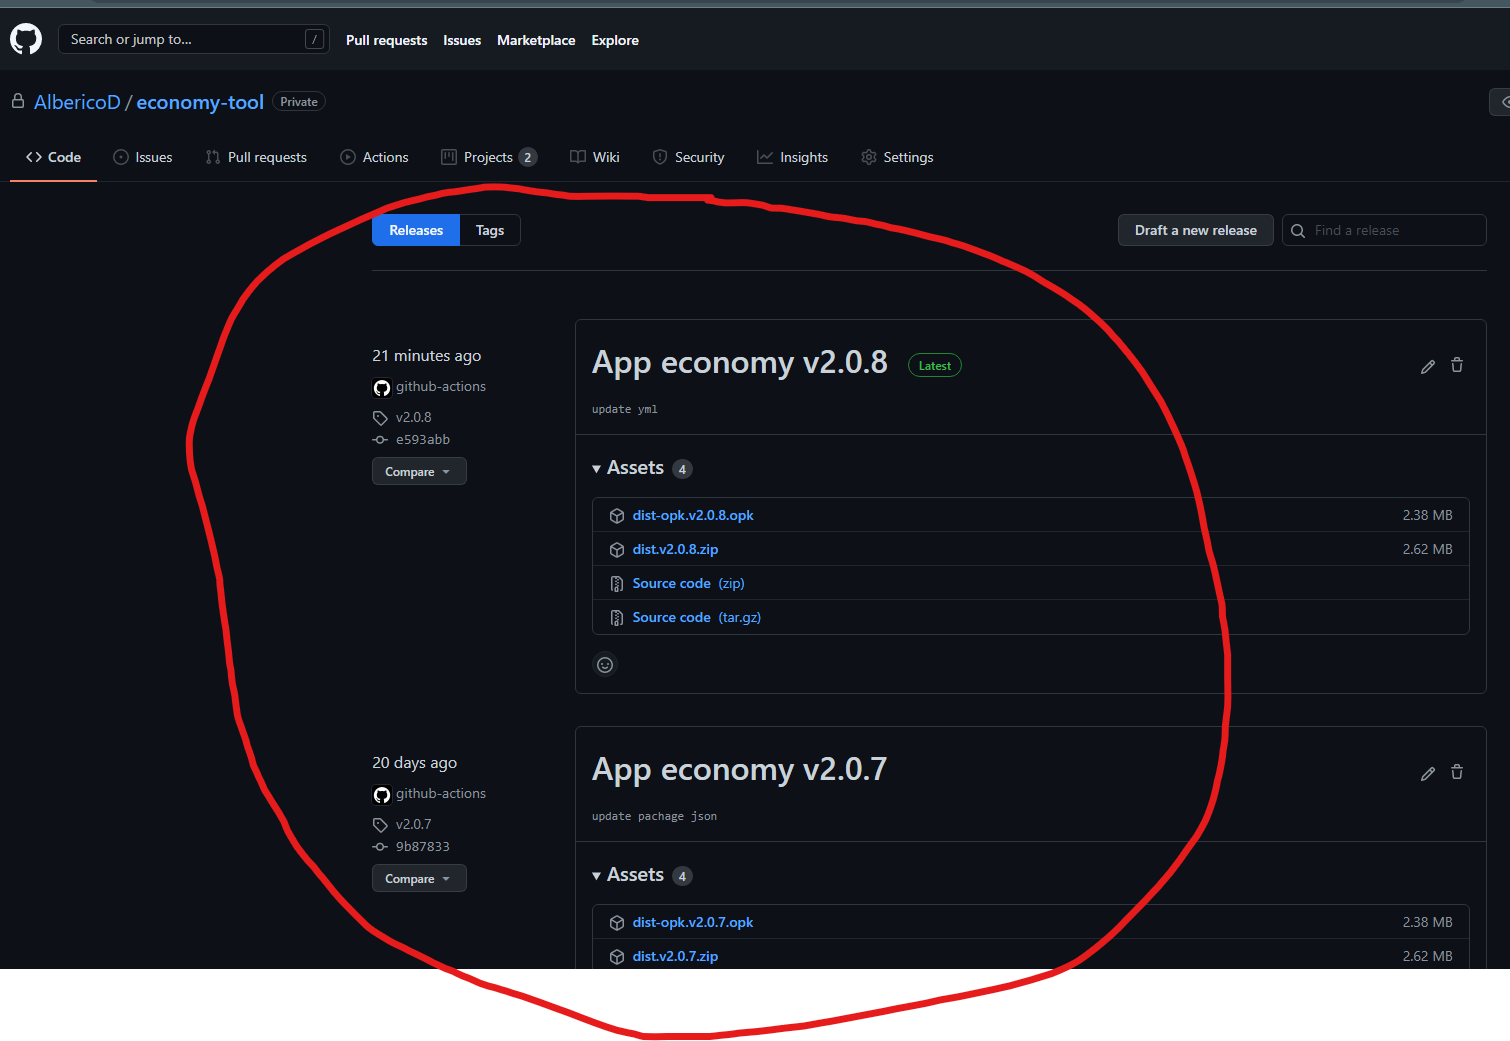 Search or jump to... /
Pull requests Issues Marketplace Explore
AlbericoD / economy-tool Private
Code Issues Pull requests Actions Projects 2 Wiki Security Insights Settings
Releases Tags Draft a new release Find a release
21 minutes ago
github-actions
v2.0.8
e593abb
Compare
App economy v2.0.8 Latest
update yml
Assets 4
dist-opk.v2.0.8.opk 2.38 MB
dist.v2.0.8.zip 2.62 MB
Source code (zip)
Source code (tar.gz)
20 days ago
github-actions
v2.0.7
9b87833
Compare
App economy v2.0.7
update pachage json
Assets 4
dist-opk.v2.0.7.opk 2.38 MB
dist.v2.0.7.zip 2.62 MB